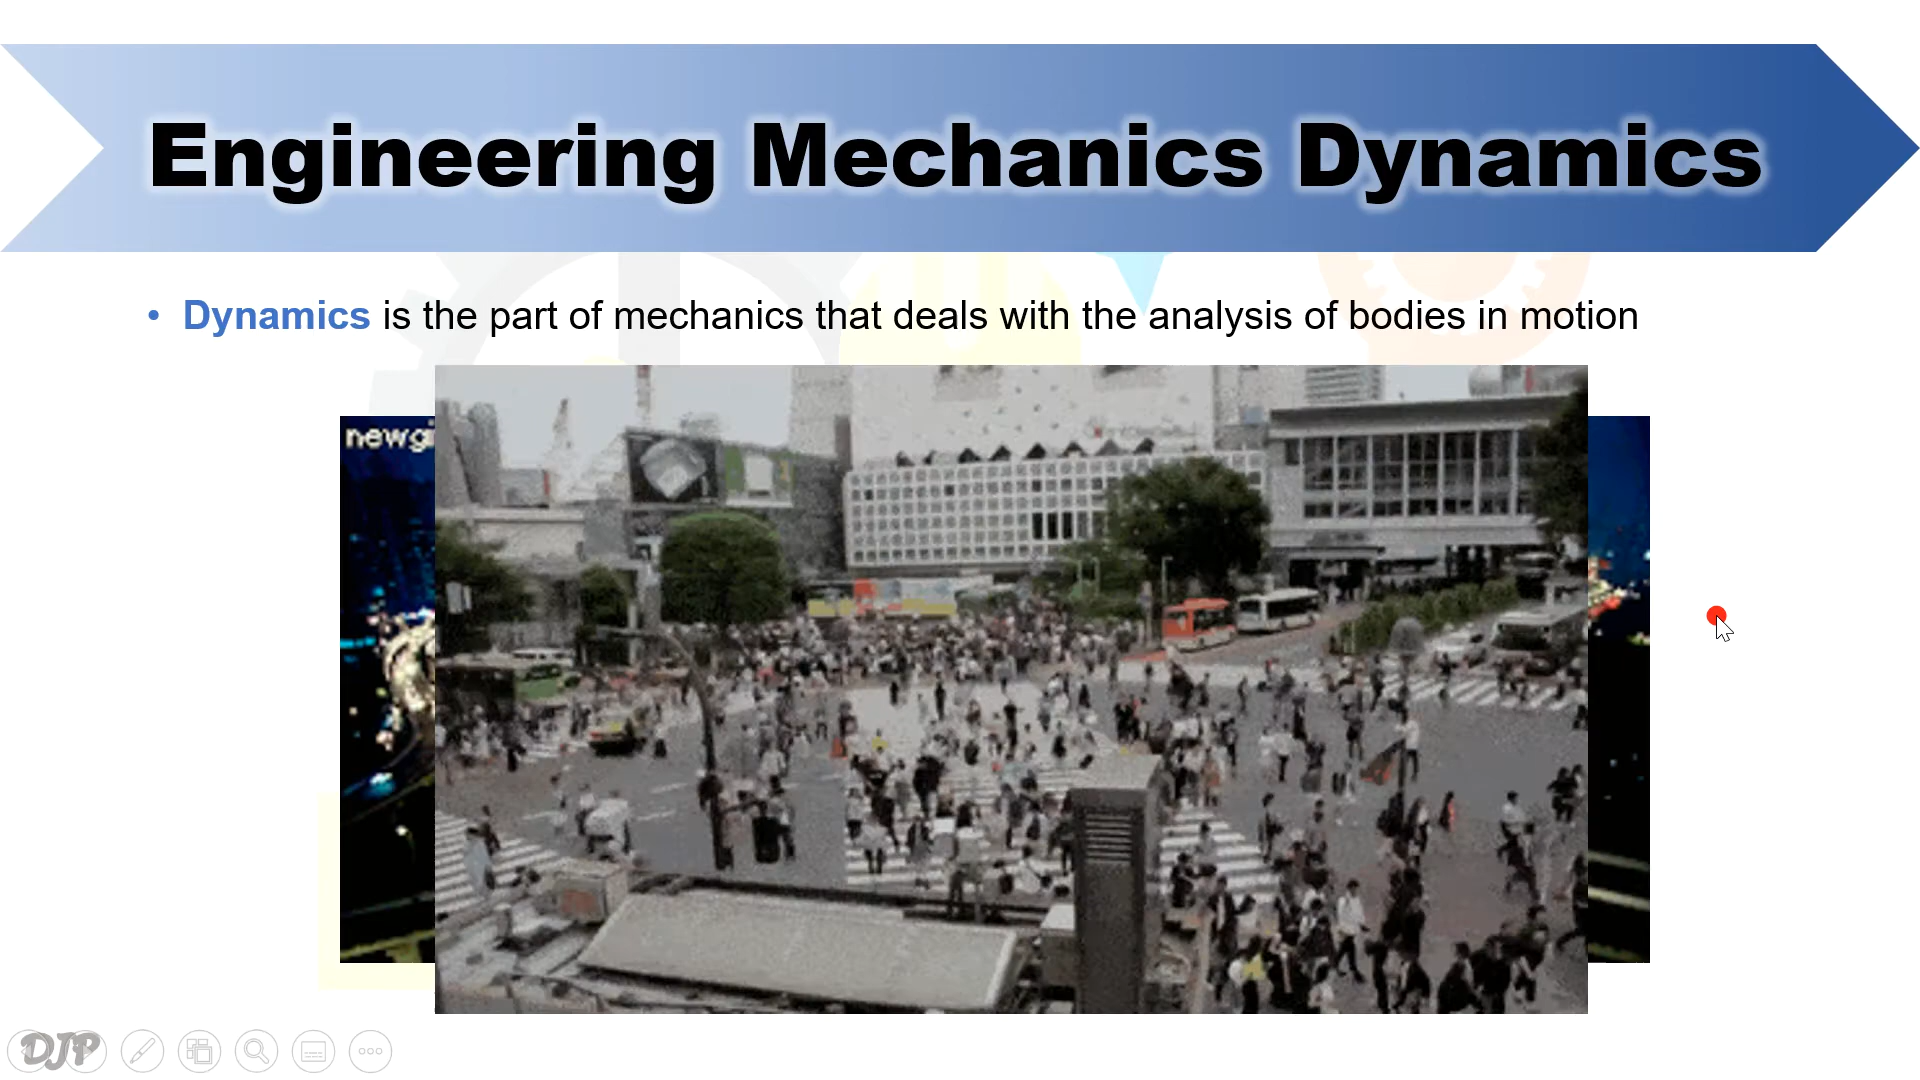 Engineering Mechanics Dynamics
• Dynamics is the part of mechanics that deals with the analysis of bodies in motion
DJP